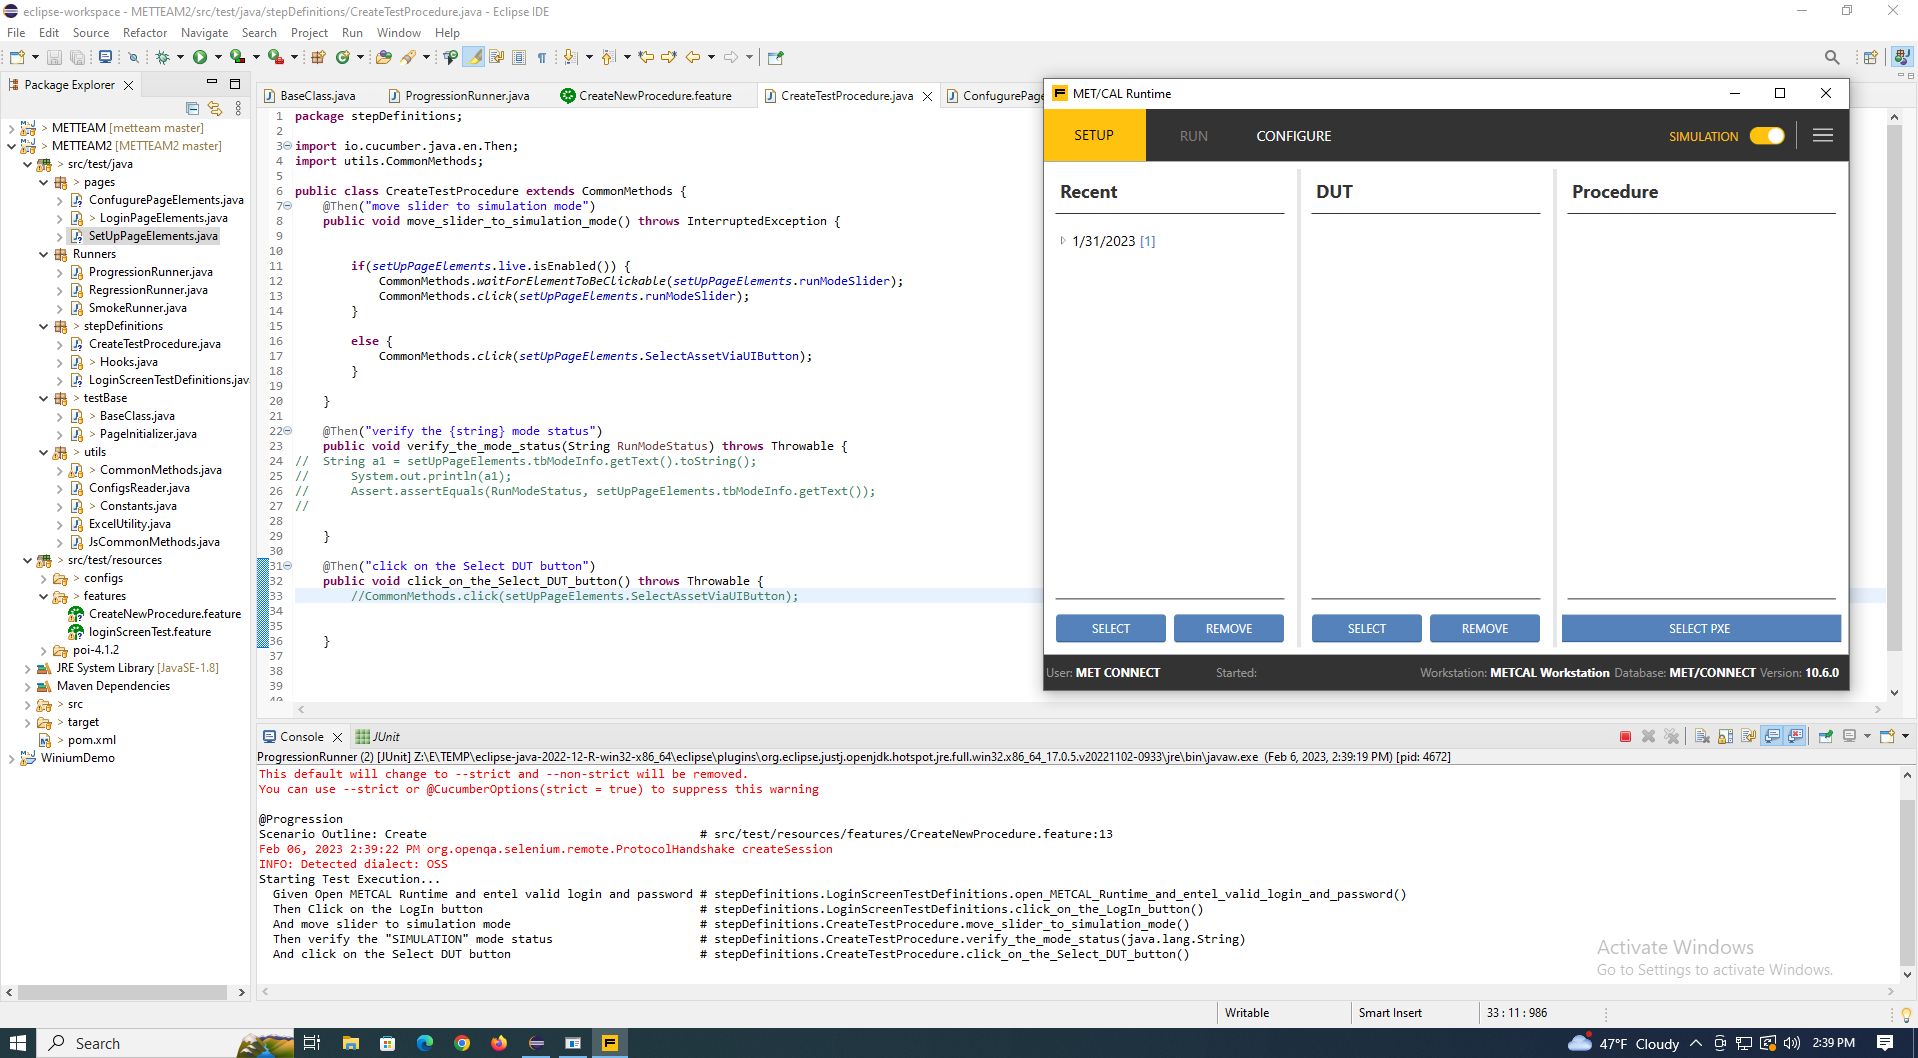 eclipse-workspace - METTEAM2/src/test/java/stepDefinitions/CreateTestProcedure.java - Eclipse IDE
File Edit Source Refactor Navigate Search Project Run Window Help
Package Explorer
> METTEAM [metteam master]
> METTEAM2 [METTEAM2 master]
> src/test/java
> pages
ConfugurePageElements.java
> LoginPageElements.java
SetUpPageElements.java
Runners
ProgressionRunner.java
RegressionRunner.java
SmokeRunner.java
> stepDefinitions
CreateTestProcedure.java
> Hooks.java
LoginScreenTestDefinitions.java
> testBase
> BaseClass.java
> PageInitializer.java
> utils
> CommonMethods.java
ConfigsReader.java
> Constants.java
ExcelUtility.java
JsCommonMethods.java
> src/test/resources
> configs
> features
CreateNewProcedure.feature
loginScreenTest.feature
> poi-4.1.2
JRE System Library [JavaSE-1.8]
Maven Dependencies
> src
> target
> pom.xml
WiniumDemo
BaseClass.java ProgressionRunner.java CreateNewProcedure.feature CreateTestProcedure.java ConfugurePage
1 package stepDefinitions;
2
3 import io.cucumber.java.en.Then;
4 import utils.CommonMethods;
5
6 public class CreateTestProcedure extends CommonMethods {
7 @Then("move slider to simulation mode")
8 public void move_slider_to_simulation_mode() throws InterruptedException {
9
10
11 if(setUpPageElements.live.isEnabled()) {
12 CommonMethods.waitForElementToBeClickable(setUpPageElements.runModeSlider);
13 CommonMethods.click(setUpPageElements.runModeSlider);
14 }
15
16 else {
17 CommonMethods.click(setUpPageElements.SelectAssetViaUIButton);
18 }
19
20 }
21
22 @Then("verify the {string} mode status")
23 public void verify_the_mode_status(String RunModeStatus) throws Throwable {
24 // String a1 = setUpPageElements.tbModeInfo.getText().toString();
25 // System.out.println(a1);
26 // Assert.assertEquals(RunModeStatus, setUpPageElements.tbModeInfo.getText());
27 //
28
29 }
30
31 @Then("click on the Select DUT button")
32 public void click_on_the_Select_DUT_button() throws Throwable {
33 //CommonMethods.click(setUpPageElements.SelectAssetViaUIButton);
34
35
36 }
37
38
39
40
MET/CAL Runtime
SETUP RUN CONFIGURE SIMULATION
Recent DUT Procedure
1/31/2023 [1]
SELECT REMOVE SELECT REMOVE SELECT PXE
User: MET CONNECT Started: Workstation: METCAL Workstation Database: MET/CONNECT Version: 10.6.0
Console JUnit
ProgressionRunner (2) [JUnit] Z:\E\TEMP\eclipse-java-2022-12-R-win32-x86_64\eclipse\plugins\org.eclipse.justj.openjdk.hotspot.jre.full.win32.x86_64_17.0.5.v20221102-0933\jre\bin\javaw.exe (Feb 6, 2023, 2:39:19 PM) [pid: 4672]
This default will change to --strict and --non-strict will be removed.
You can use --strict or @CucumberOptions(strict = true) to suppress this warning
@Progression
Scenario Outline: Create # src/test/resources/features/CreateNewProcedure.feature:13
Feb 06, 2023 2:39:22 PM org.openqa.selenium.remote.ProtocolHandshake createSession
INFO: Detected dialect: OSS
Starting Test Execution...
Given Open METCAL Runtime and entel valid login and password # stepDefinitions.LoginScreenTestDefinitions.open_METCAL_Runtime_and_entel_valid_login_and_password()
Then Click on the LogIn button # stepDefinitions.LoginScreenTestDefinitions.click_on_the_LogIn_button()
And move slider to simulation mode # stepDefinitions.CreateTestProcedure.move_slider_to_simulation_mode()
Then verify the "SIMULATION" mode status # stepDefinitions.CreateTestProcedure.verify_the_mode_status(java.lang.String)
And click on the Select DUT button # stepDefinitions.CreateTestProcedure.click_on_the_Select_DUT_button()
Activate Windows
Go to Settings to activate Windows.
Writable Smart Insert 33 : 11 : 986
Search 47°F Cloudy 2:39 PM